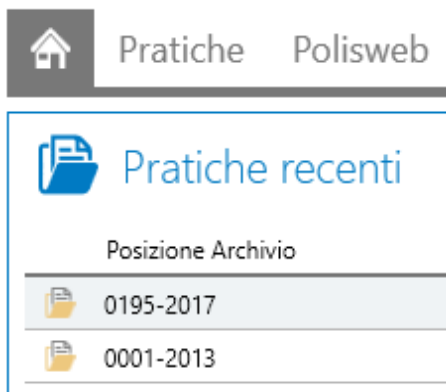 Pratiche Polisweb
Pratiche recenti
Posizione Archivio
0195-2017
0001-2013